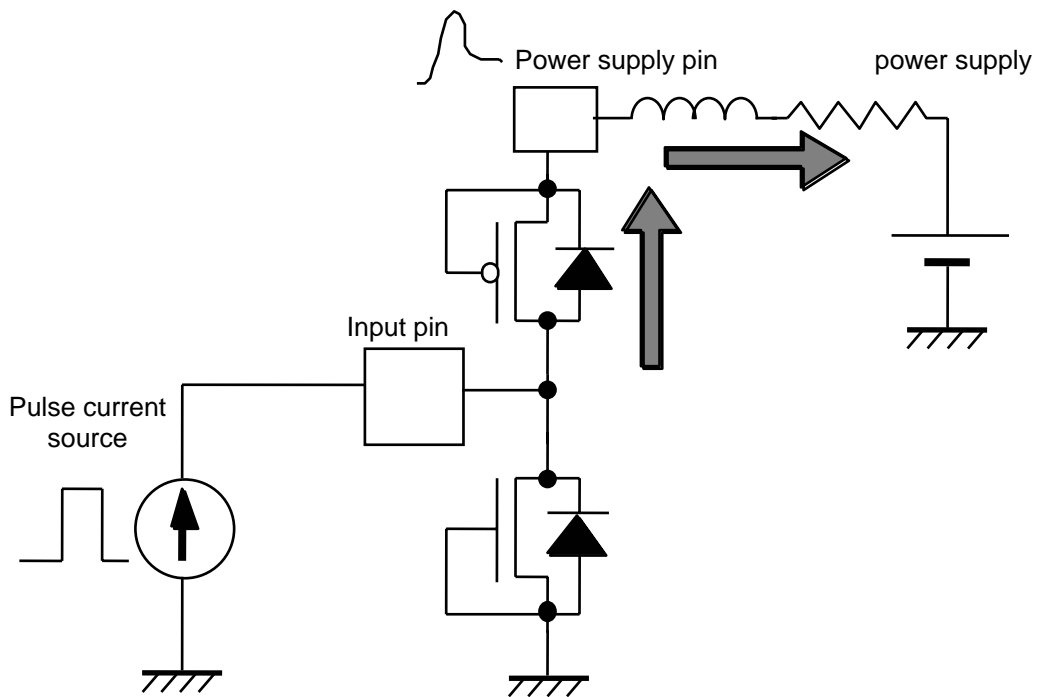 Power supply pin
power supply
Input pin
Pulse current
source